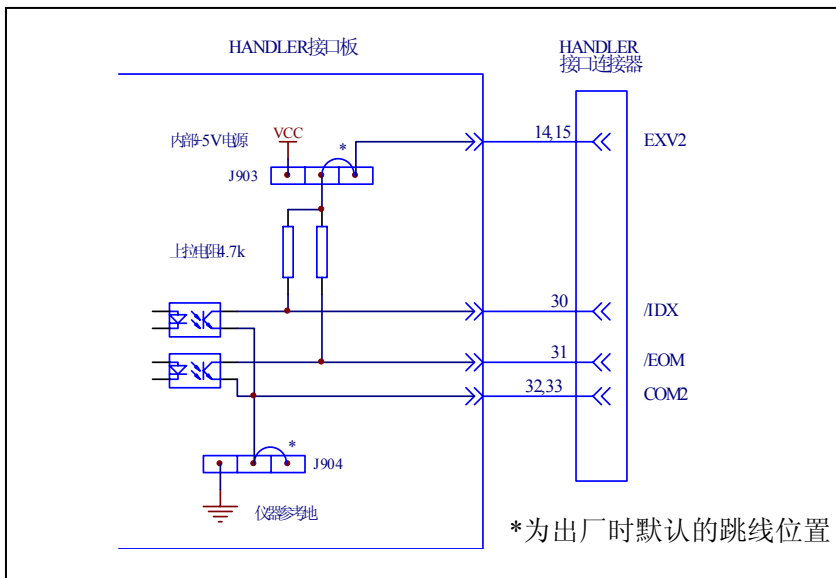 HANDLER接口板
HANDLER
接口连接器
内部+5V电源
VCC
*
14,15
EXV2
J903
上拉电阻4.7k
30
/IDX
31
/EOM
32,33
COM2
*
J904
仪器参考地
*为出厂时默认的跳线位置